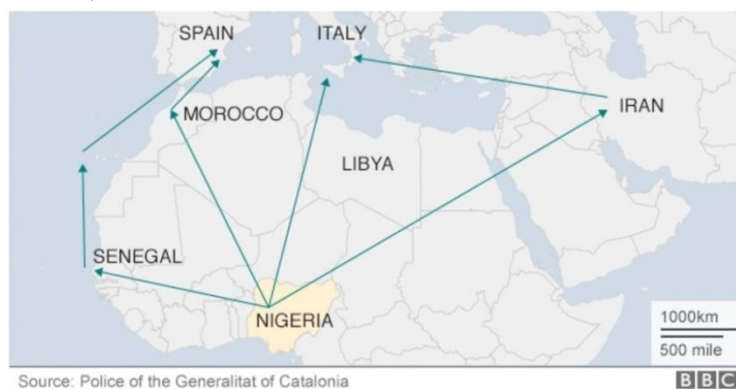 SPAIN
ITALY
MOROCCO
IRAN
LIBYA
SENEGAL
NIGERIA
1000km
500 mile
Source: Police of the Generalitat of Catalonia
BBC